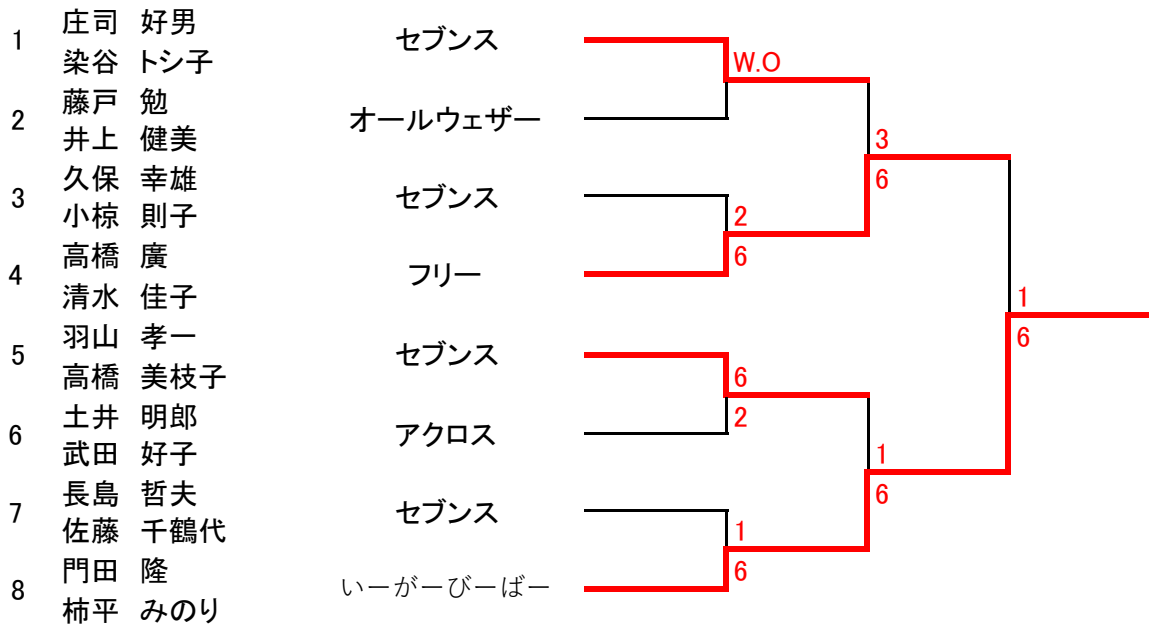 1 庄司 好男 セブンス
染谷 トシ子
W.O
2 藤戸 勉 オールウェザー
井上 健美
3
3 久保 幸雄 セブンス
6
小椋 則子
2
4 高橋 廣 フリー
6
清水 佳子
1
5 羽山 孝一 セブンス
6
高橋 美枝子
6
6 土井 明郎 アクロス
2
武田 好子
1
7 長島 哲夫 セブンス
6
佐藤 千鶴代
1
8 門田 隆 いーがーびーばー
6
柿平 みのり